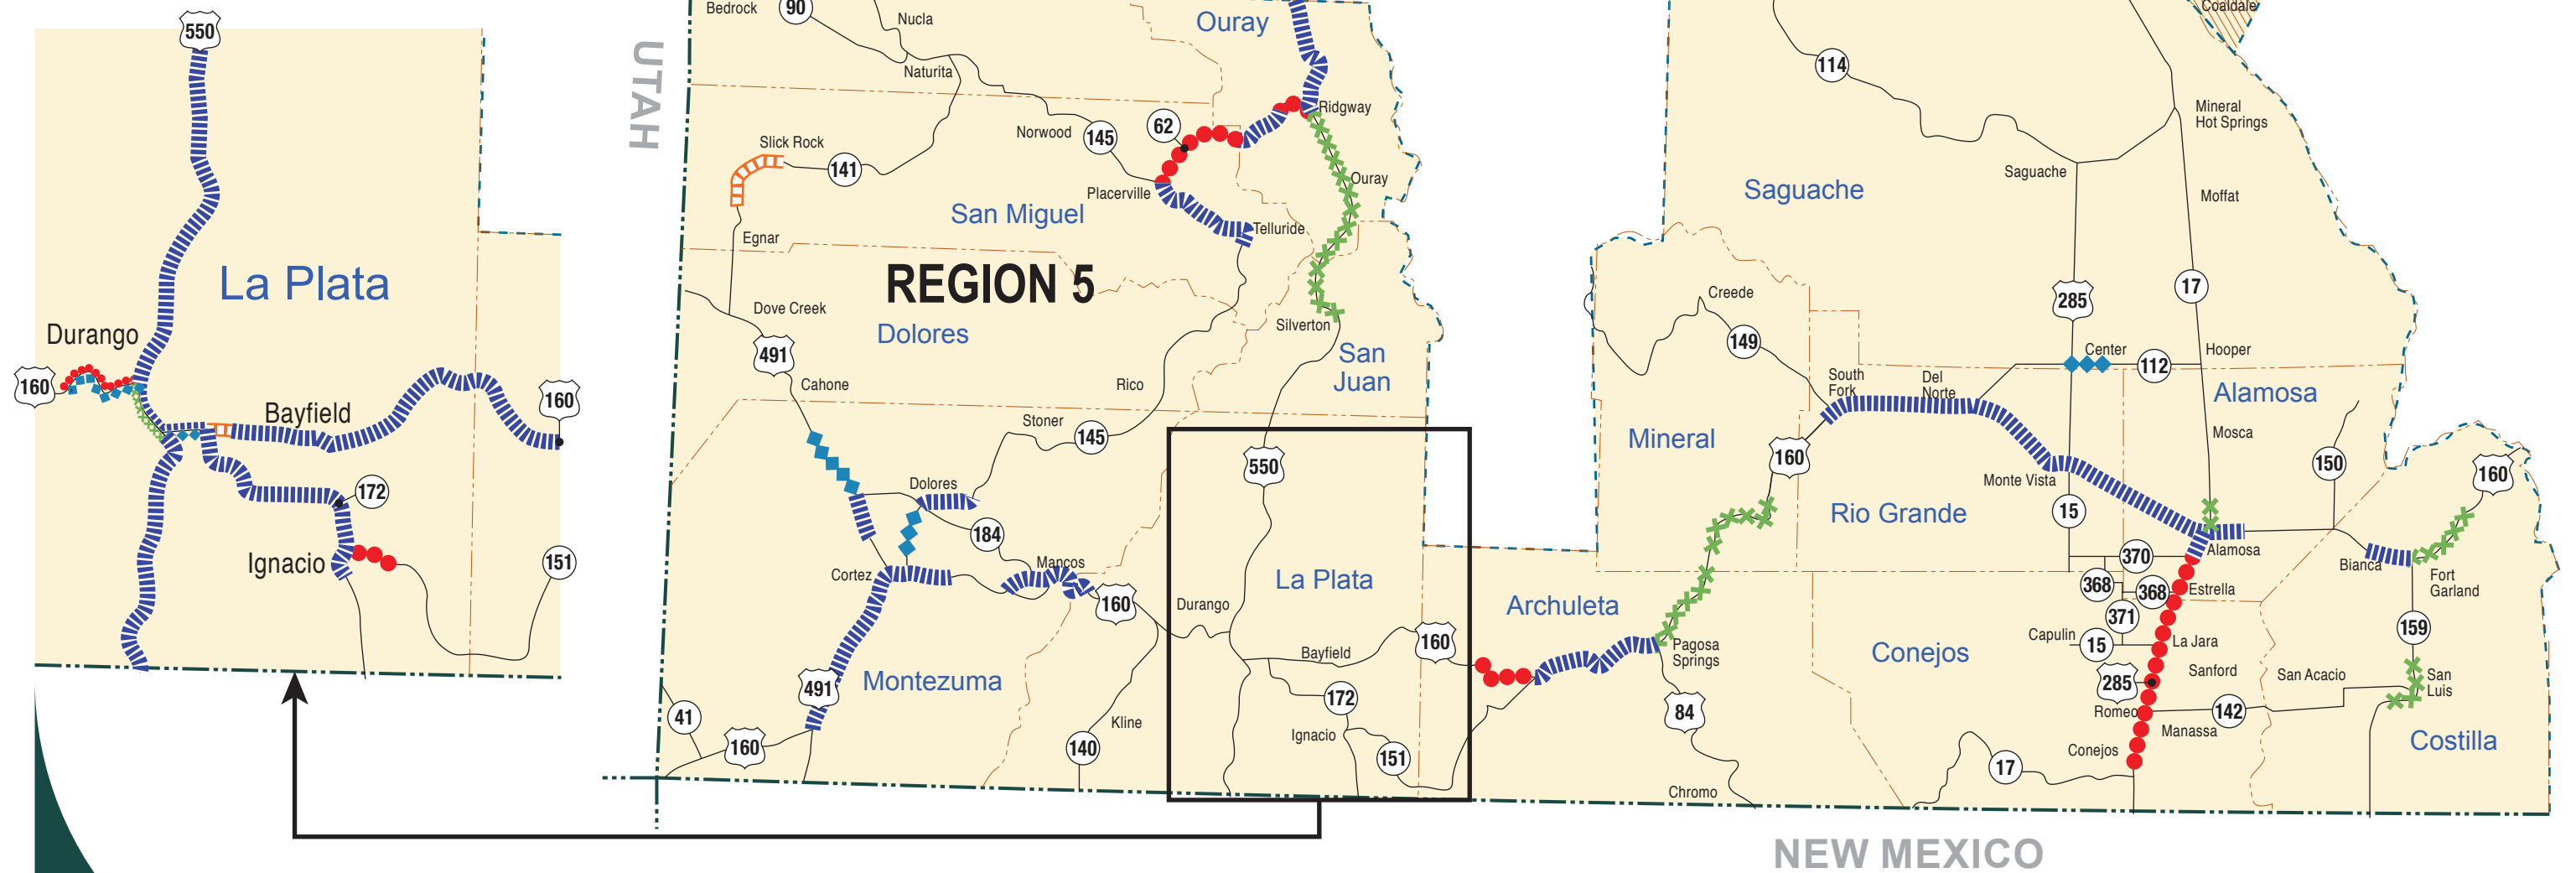 550
La Plata
Durango
160
Bayfield
160
172
Ignacio
151
UTAH
Bedrock
90
Nucla
Naturita
Ouray
Ridgway
62
Norwood
145
Slick Rock
141
Placerville
Ouray
San Miguel
Telluride
Egnar
REGION 5
Dove Creek
Dolores
Silverton
San
Juan
491
Cahone
Rico
Stoner
145
Dolores
184
Mancos
Cortez
160
491
Montezuma
41
160
Kline
140
550
La Plata
Durango
Bayfield
160
172
Ignacio
151
Archuleta
Pagosa
Springs
84
Chromo
Coaldale
114
Mineral
Hot Springs
Saguache
Saguache
Moffat
Creede
149
285
17
Center
112
Hooper
South
Fork
Del
Norte
Alamosa
Mineral
160
Mosca
150
160
Monte Vista
Rio Grande
15
370
Alamosa
Blanca
Fort
Garland
368
368
Estrella
371
159
Capulin
15
La Jara
Conejos
285
Sanford
San Acacio
San
Luis
Romeo
142
Manassa
Conejos
17
Costilla
NEW MEXICO